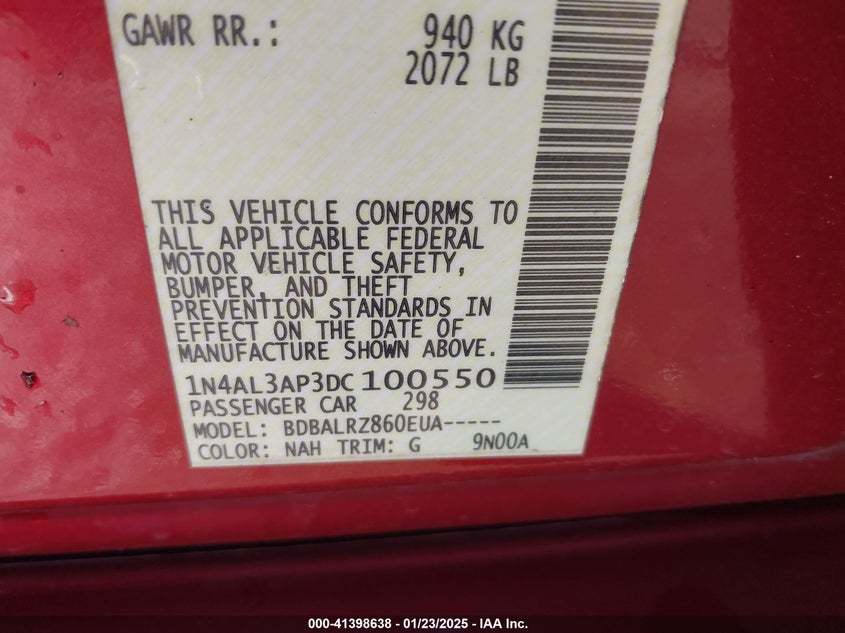 GAWR RR.: 940 KG
2072 LB
THIS VEHICLE CONFORMS TO
ALL APPLICABLE FEDERAL
MOTOR VEHICLE SAFETY,
BUMPER, AND THEFT
PREVENTION STANDARDS IN
EFFECT ON THE DATE OF
MANUFACTURE SHOWN ABOVE.
1N4AL3AP3DC100550
PASSENGER CAR 298
MODEL: BDBALRZ860EUA-----
COLOR: NAH TRIM: G 9N00A
000-41398638 - 01/23/2025 - IAA Inc.